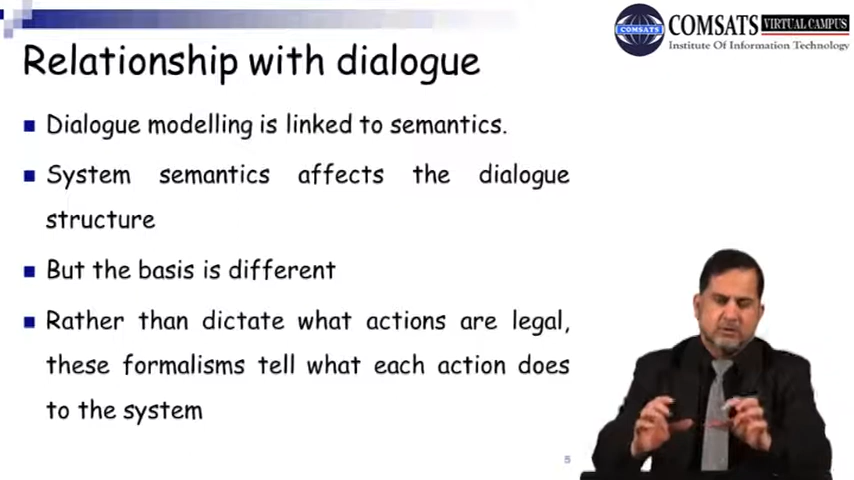 COMSATS VIRTUAL CAMPUS
COMSATS
Institute Of Information Technology
Relationship with dialogue
Dialogue modelling is linked to semantics.
System semantics affects the dialogue
structure
But the basis is different
Rather than dictate what actions are legal,
these formalisms tell what each action does
to the system
5